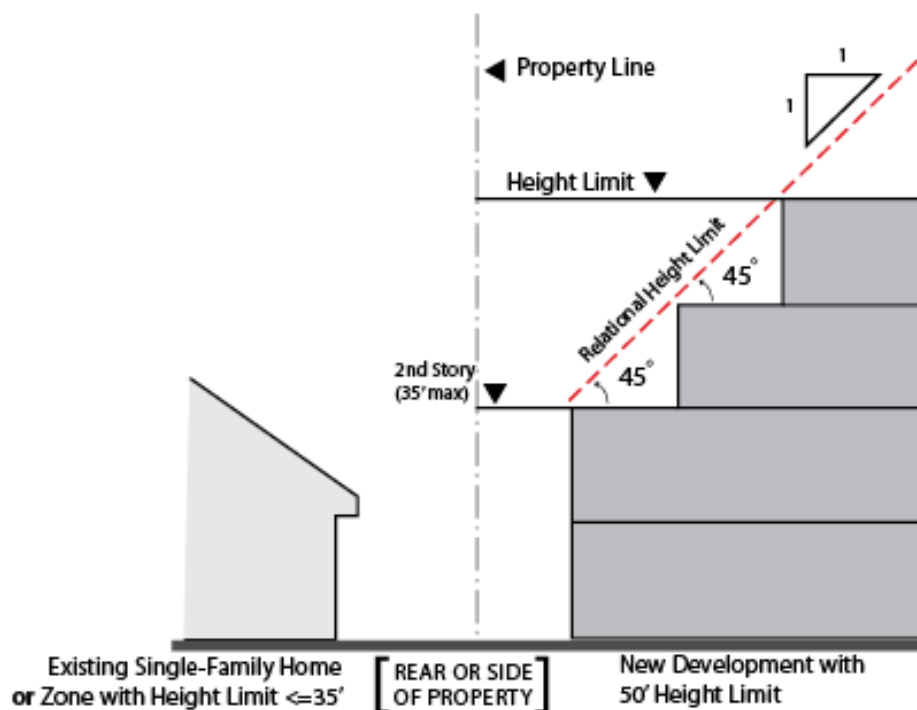 1
Property Line
1
Height Limit
Relational Height Limit
45°
2nd Story
(35' max)
45°
Existing Single-Family Home
or Zone with Height Limit <=35'
[REAR OR SIDE
OF PROPERTY]
New Development with
50' Height Limit